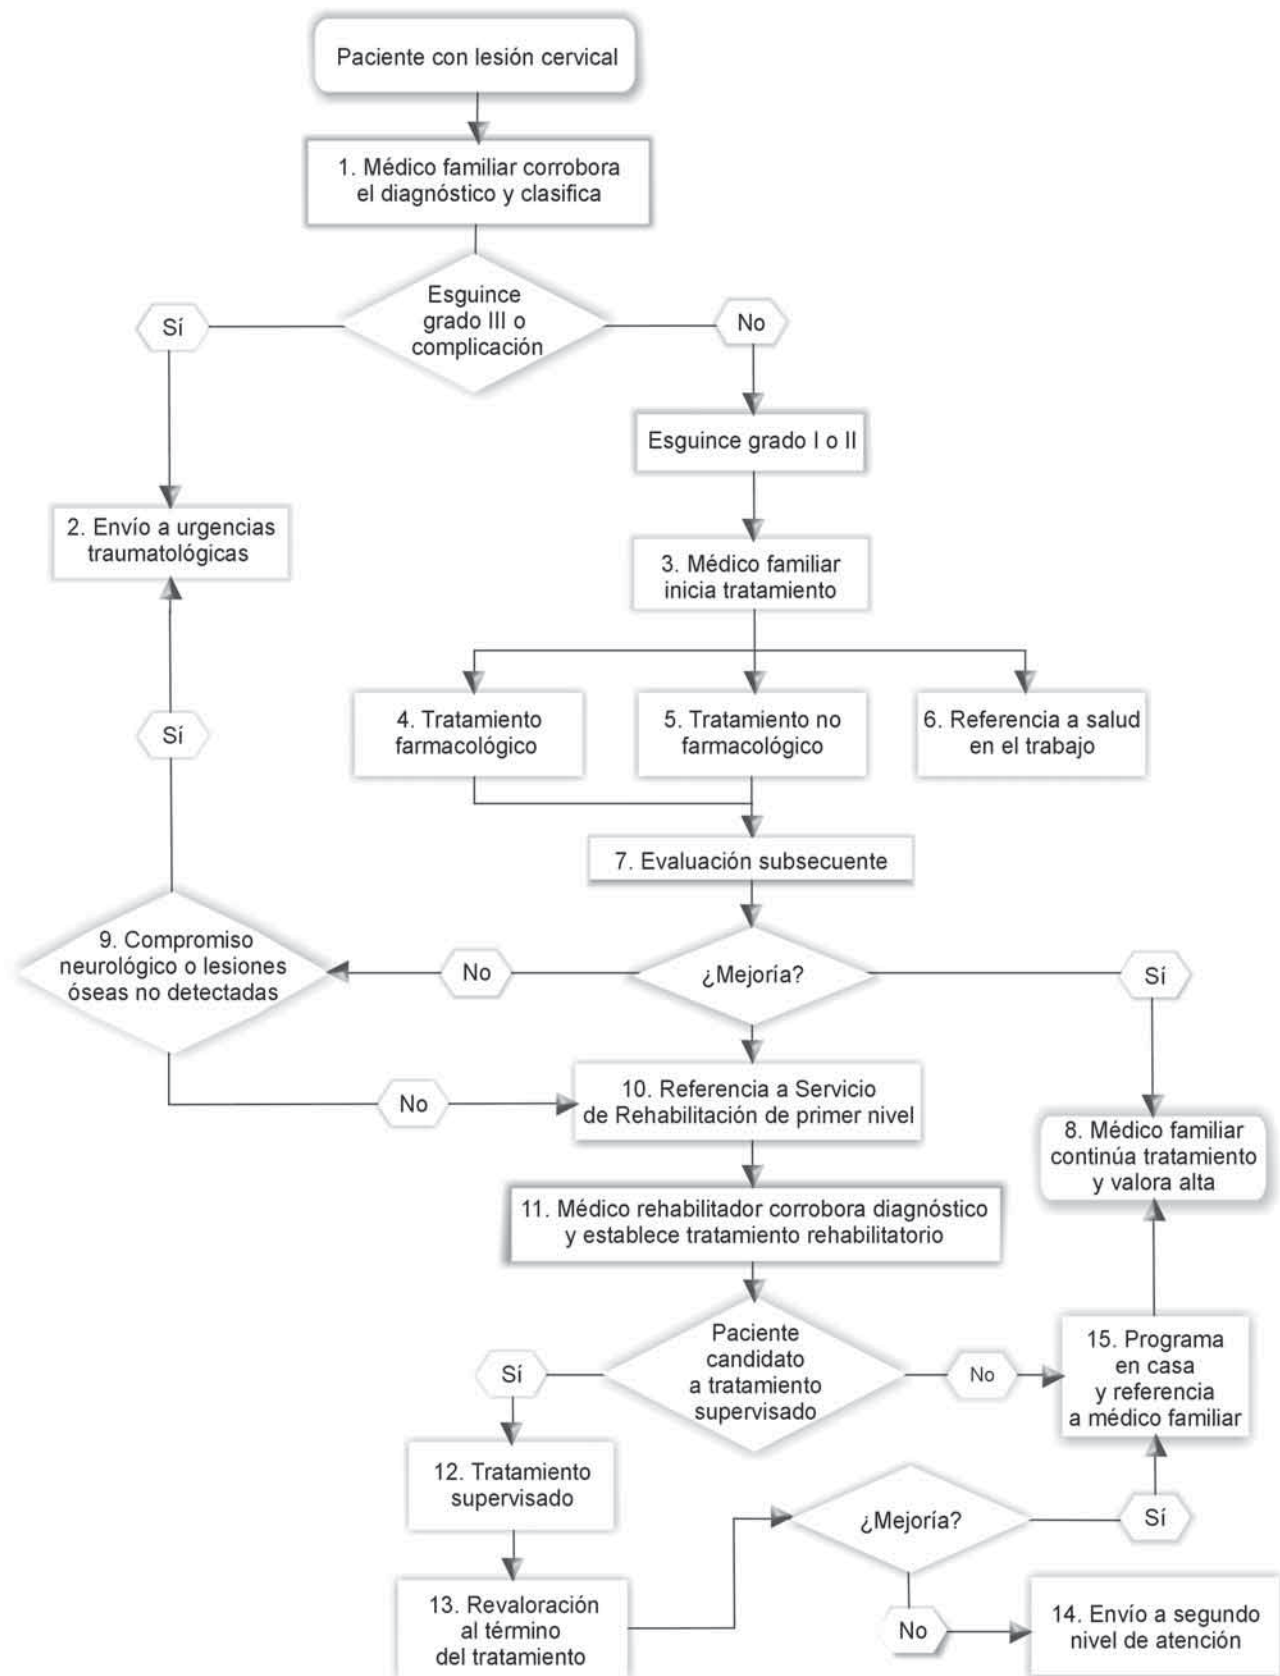 Paciente con lesión cervical
1. Médico familiar corrobora
el diagnóstico y clasifica
Esguince
grado III o
complicación
Sí
No
Esguince grado I o II
2. Envío a urgencias
traumatológicas
3. Médico familiar
inicia tratamiento
4. Tratamiento
farmacológico
5. Tratamiento no
farmacológico
6. Referencia a salud
en el trabajo
Sí
7. Evaluación subsecuente
9. Compromiso
neurológico o lesiones
óseas no detectadas
No
¿Mejoría?
Sí
No
10. Referencia a Servicio
de Rehabilitación de primer nivel
8. Médico familiar
continúa tratamiento
y valora alta
11. Médico rehabilitador corrobora diagnóstico
y establece tratamiento rehabilitatorio
Paciente
candidato
a tratamiento
supervisado
Sí
No
15. Programa
en casa
y referencia
a médico familiar
12. Tratamiento
supervisado
¿Mejoría?
Sí
13. Revaloración
al término
del tratamiento
No
14. Envío a segundo
nivel de atención